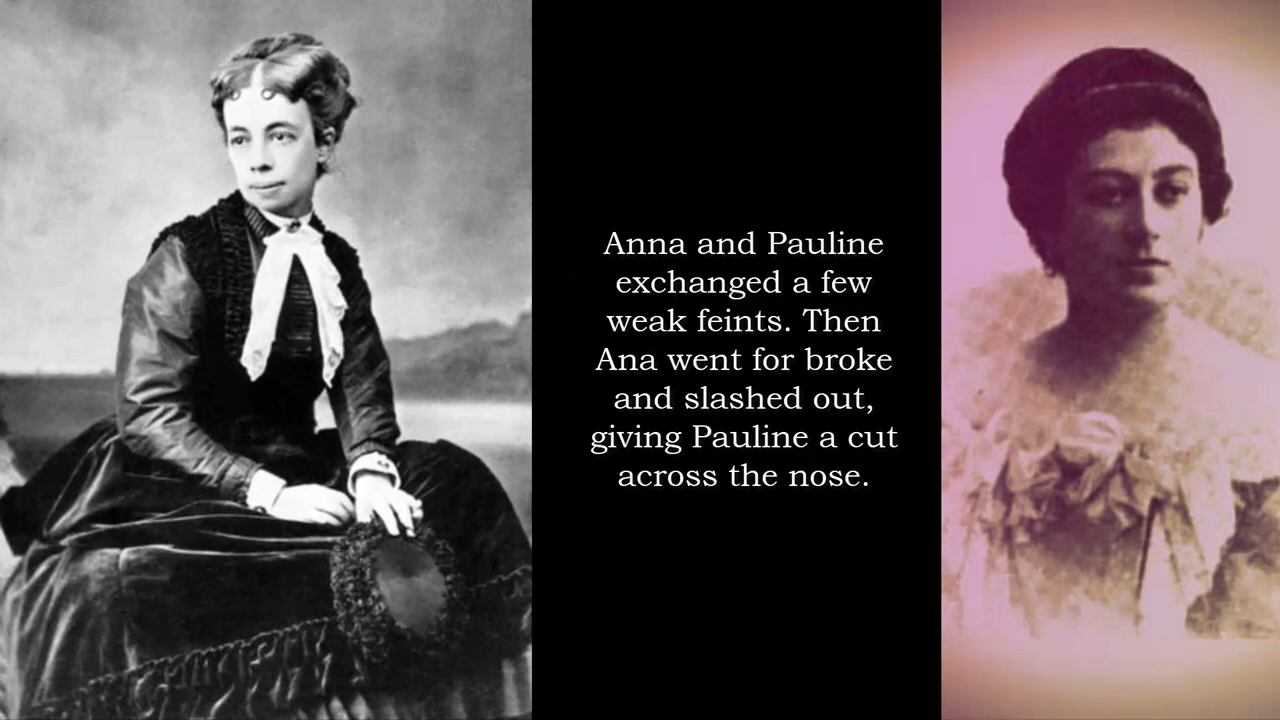 Anna and Pauline
exchanged a few
weak feints. Then
Ana went for broke
and slashed out,
giving Pauline a cut
across the nose.